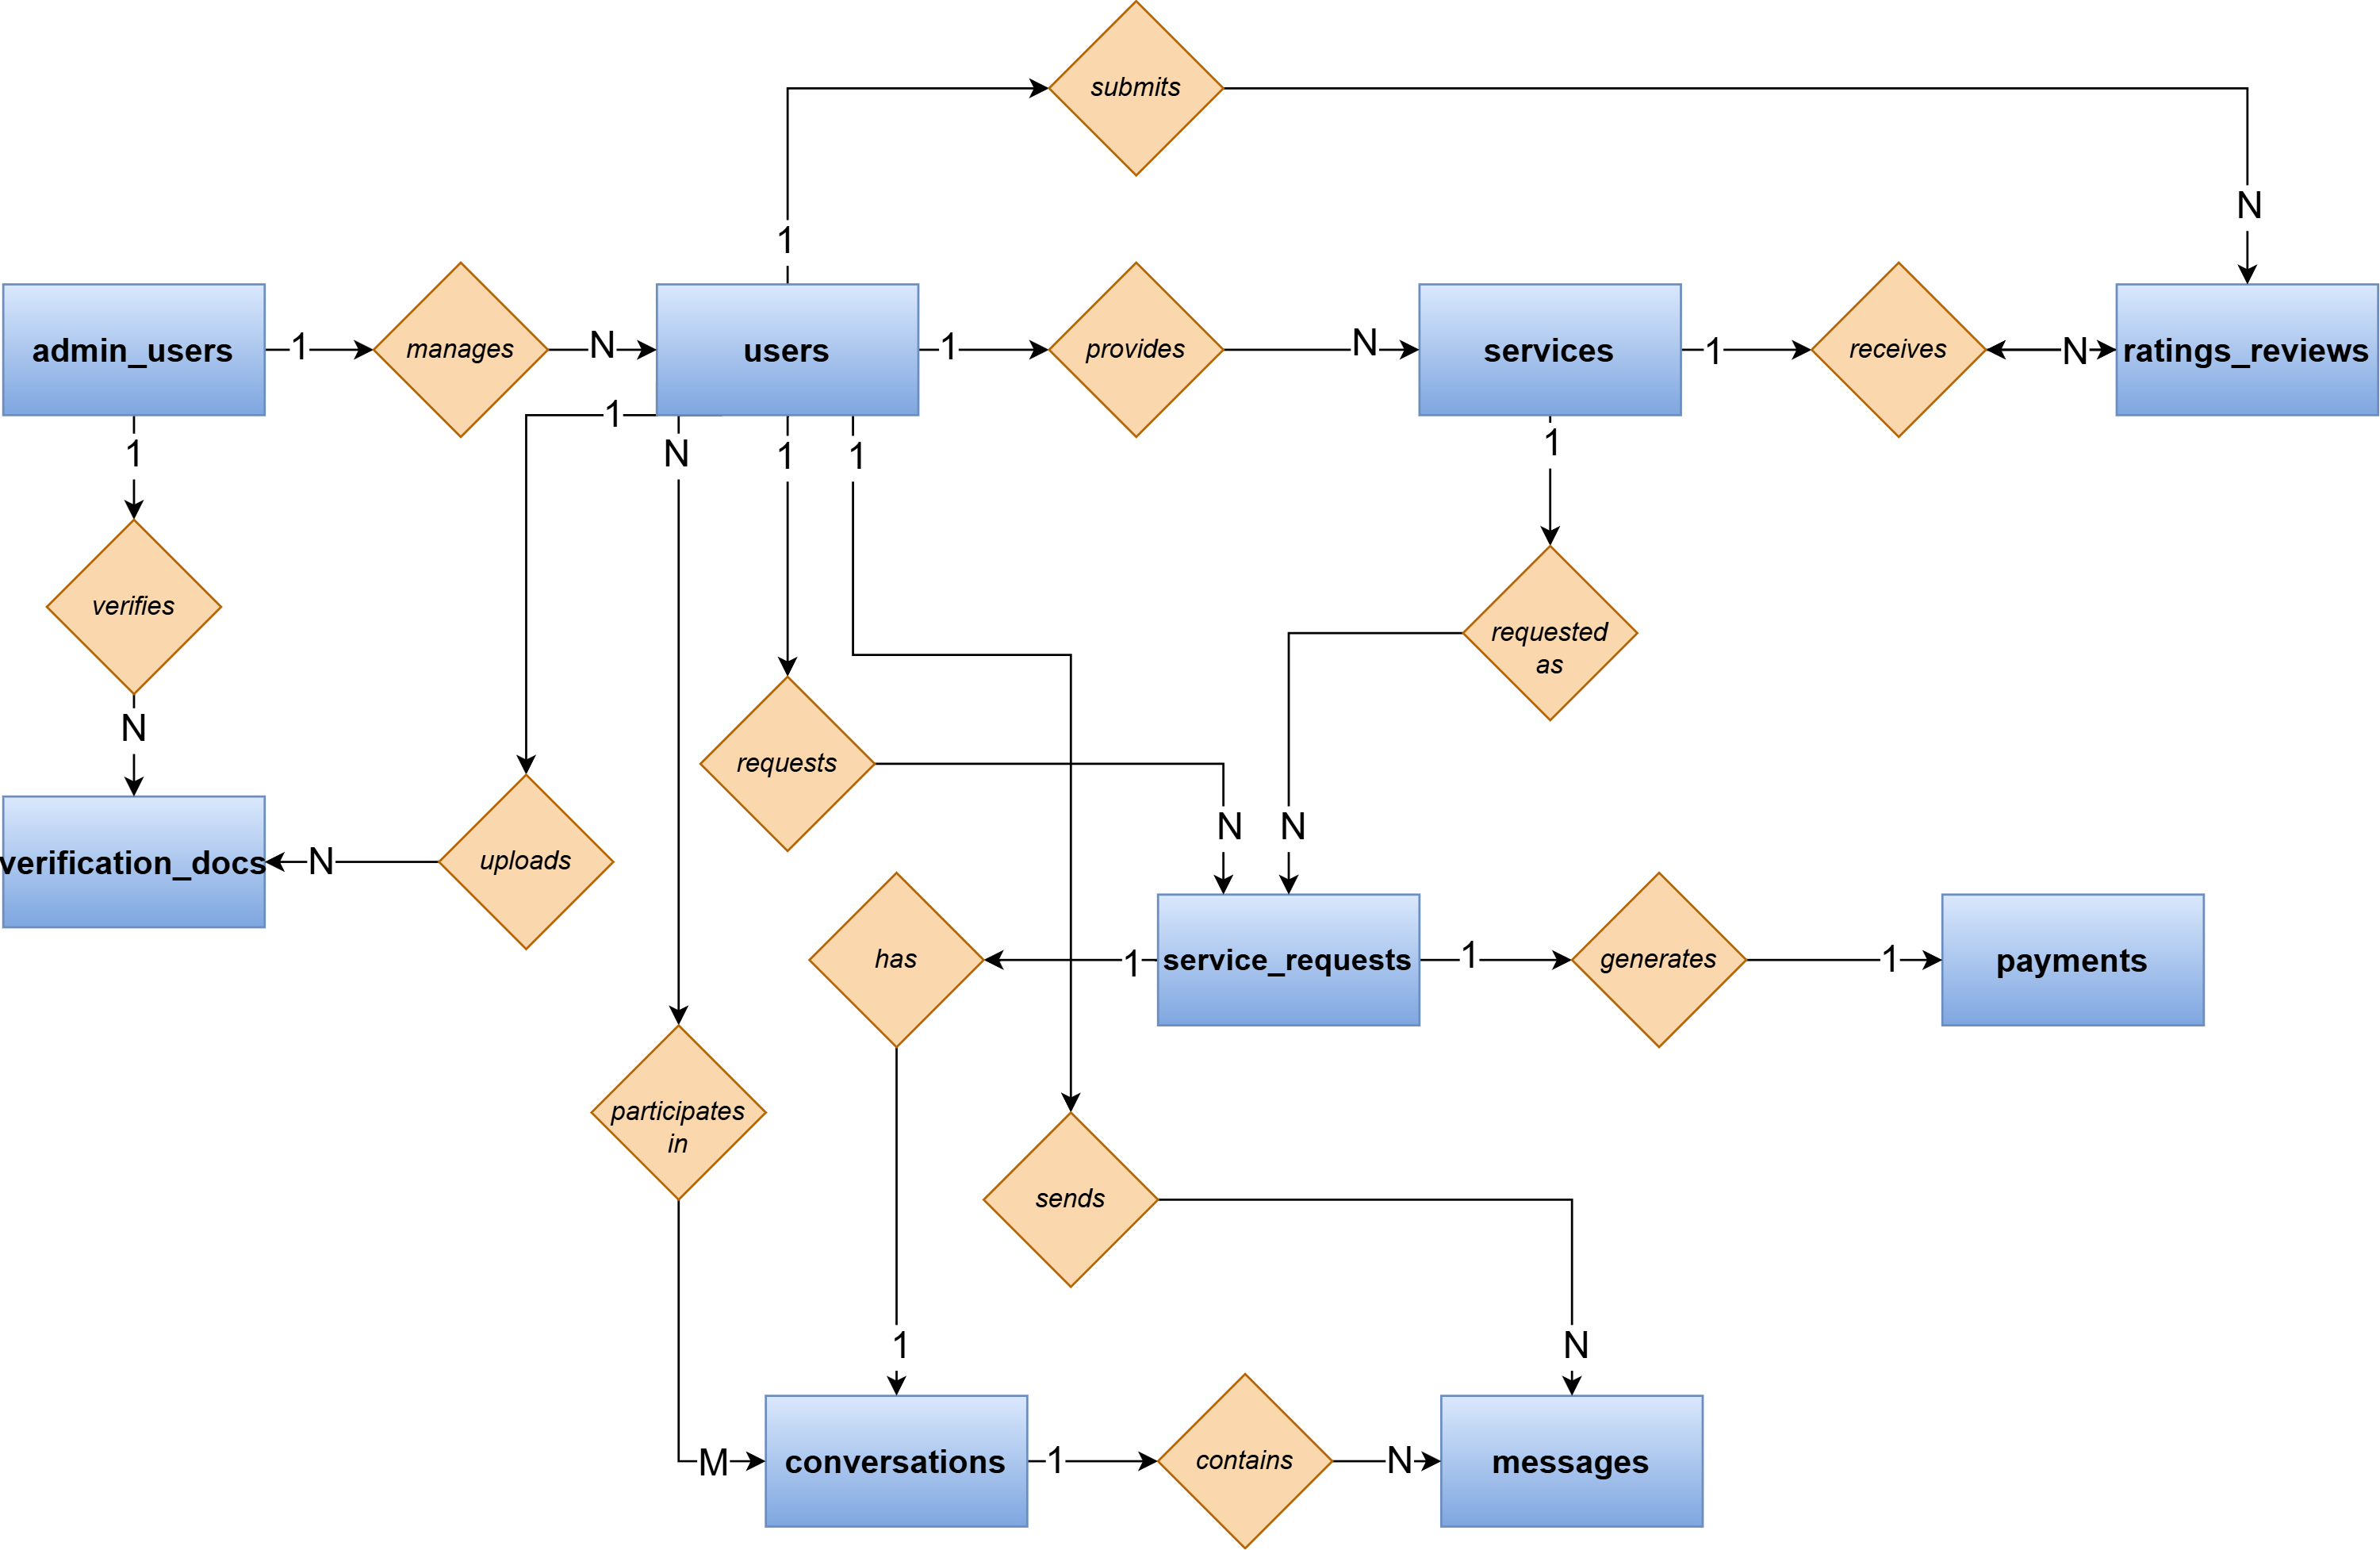 submits
N
1
admin_users
1
manages
N
users
1
provides
N
services
1
receives
N
ratings_reviews
1
1
N
1
1
1
verifies
requested
as
N
requests
N
N
verification_docs
N
uploads
has
1
service_requests
1
generates
1
payments
participates
in
sends
1
N
M
conversations
1
contains
N
messages